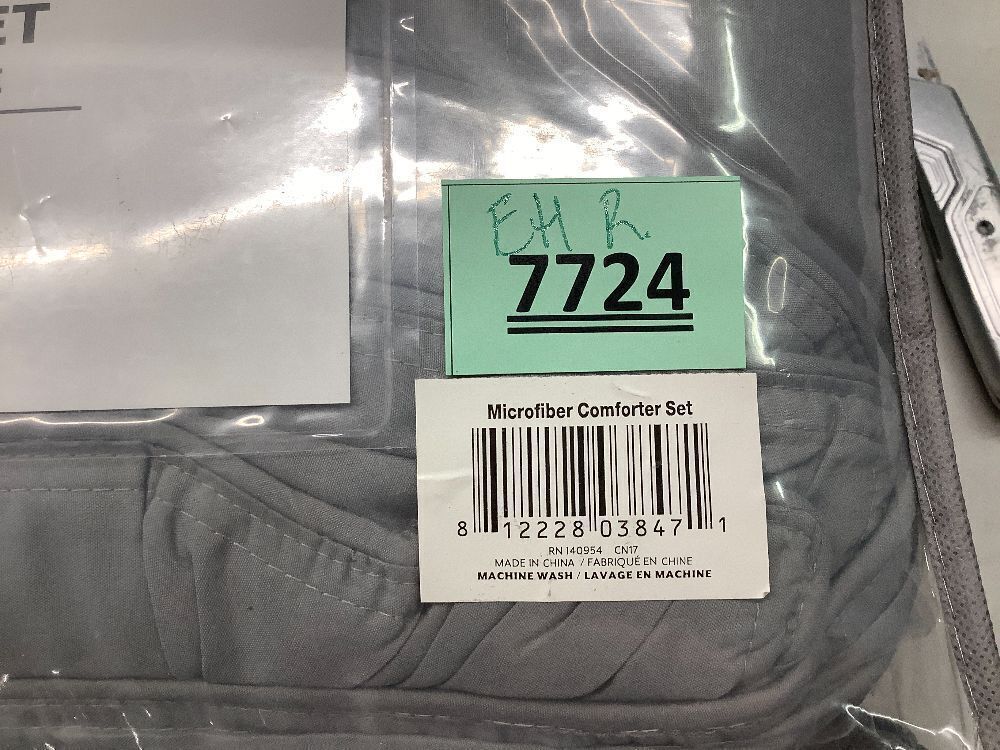 ET
EH R.
7724
Microfiber Comforter Set
8 12228 03847 1
RN 140954 CN17
MADE IN CHINA / FABRIQUÉ EN CHINE
MACHINE WASH / LAVAGE EN MACHINE